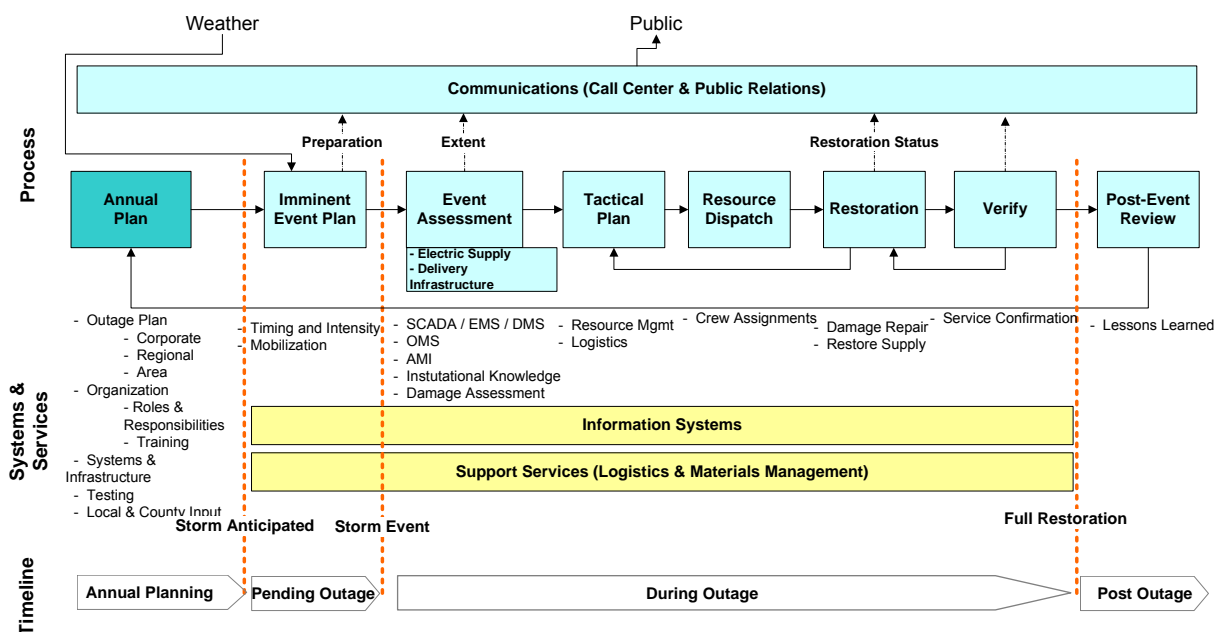 Weather
Public
Communications (Call Center & Public Relations)
Process
Preparation
Extent
Restoration Status
Annual
Plan
Imminent
Event Plan
Event
Assessment
- Electric Supply
- Delivery
Infrastructure
Tactical
Plan
Resource
Dispatch
Restoration
Verify
Post-Event
Review
Systems &
Services
- Outage Plan
- Corporate
- Regional
- Area
- Organization
- Roles &
Responsibilities
- Training
- Systems &
Infrastructure
- Testing
- Local & County Input
- Timing and Intensity
- Mobilization
- SCADA / EMS / DMS
- OMS
- AMI
- Instutational Knowledge
- Damage Assessment
- Resource Mgmt
- Logistics
- Crew Assignments
- Damage Repair
- Restore Supply
- Service Confirmation
- Lessons Learned
Information Systems
Support Services (Logistics & Materials Management)
Storm Anticipated
Storm Event
Full Restoration
Timeline
Annual Planning
Pending Outage
During Outage
Post Outage